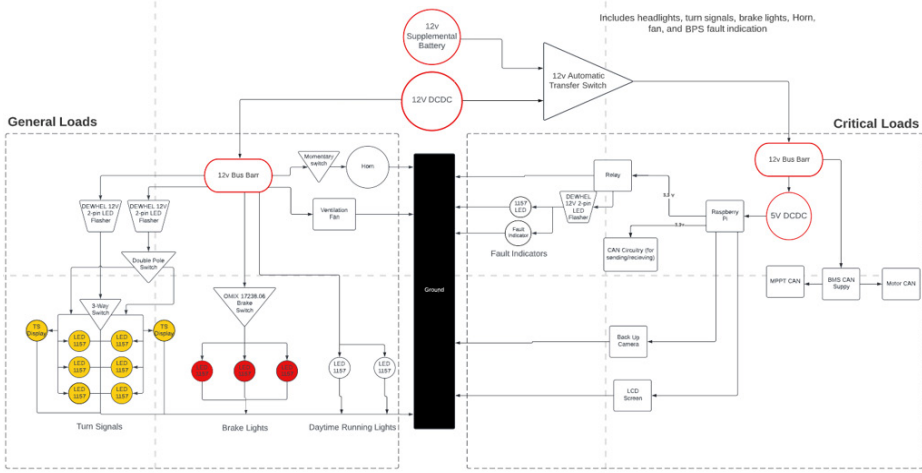 Includes headlights, turn signals, brake lights, Horn,
fan, and BPS fault indication
12v
Supplemental
Battery
12v Automatic
Transfer Switch
12V DCDC
General Loads
Critical Loads
Momentary
switch
Horn
12v Bus Barr
12v Bus Barr
Relay
DEWHEL 12V
2-pin LED
Flasher
DEWHEL 12V
2-pin LED
Flasher
Ventilation
Fan
1157
LED
DEWHEL
12V 2-pin
LED
Flasher
3.3 v
Raspberry
Pi
5V DCDC
Fault
Indicator
3.3v
Fault Indicators
CAN Circuitry (for
sending/recieving)
Double Pole
Switch
MPPT CAN
BMS CAN
Supply
Motor CAN
Ground
3-Way
Switch
ONIX 17238.06
Brake
Switch
TS
Display
TS
Display
LED
1157
LED
1157
LED
1157
LED
1157
LED
1157
LED
1157
LED
1157
LED
1157
LED
1157
LED
1157
LED
1157
Back Up
Camera
LCD
Screen
Turn Signals
Brake Lights
Daytime Running Lights